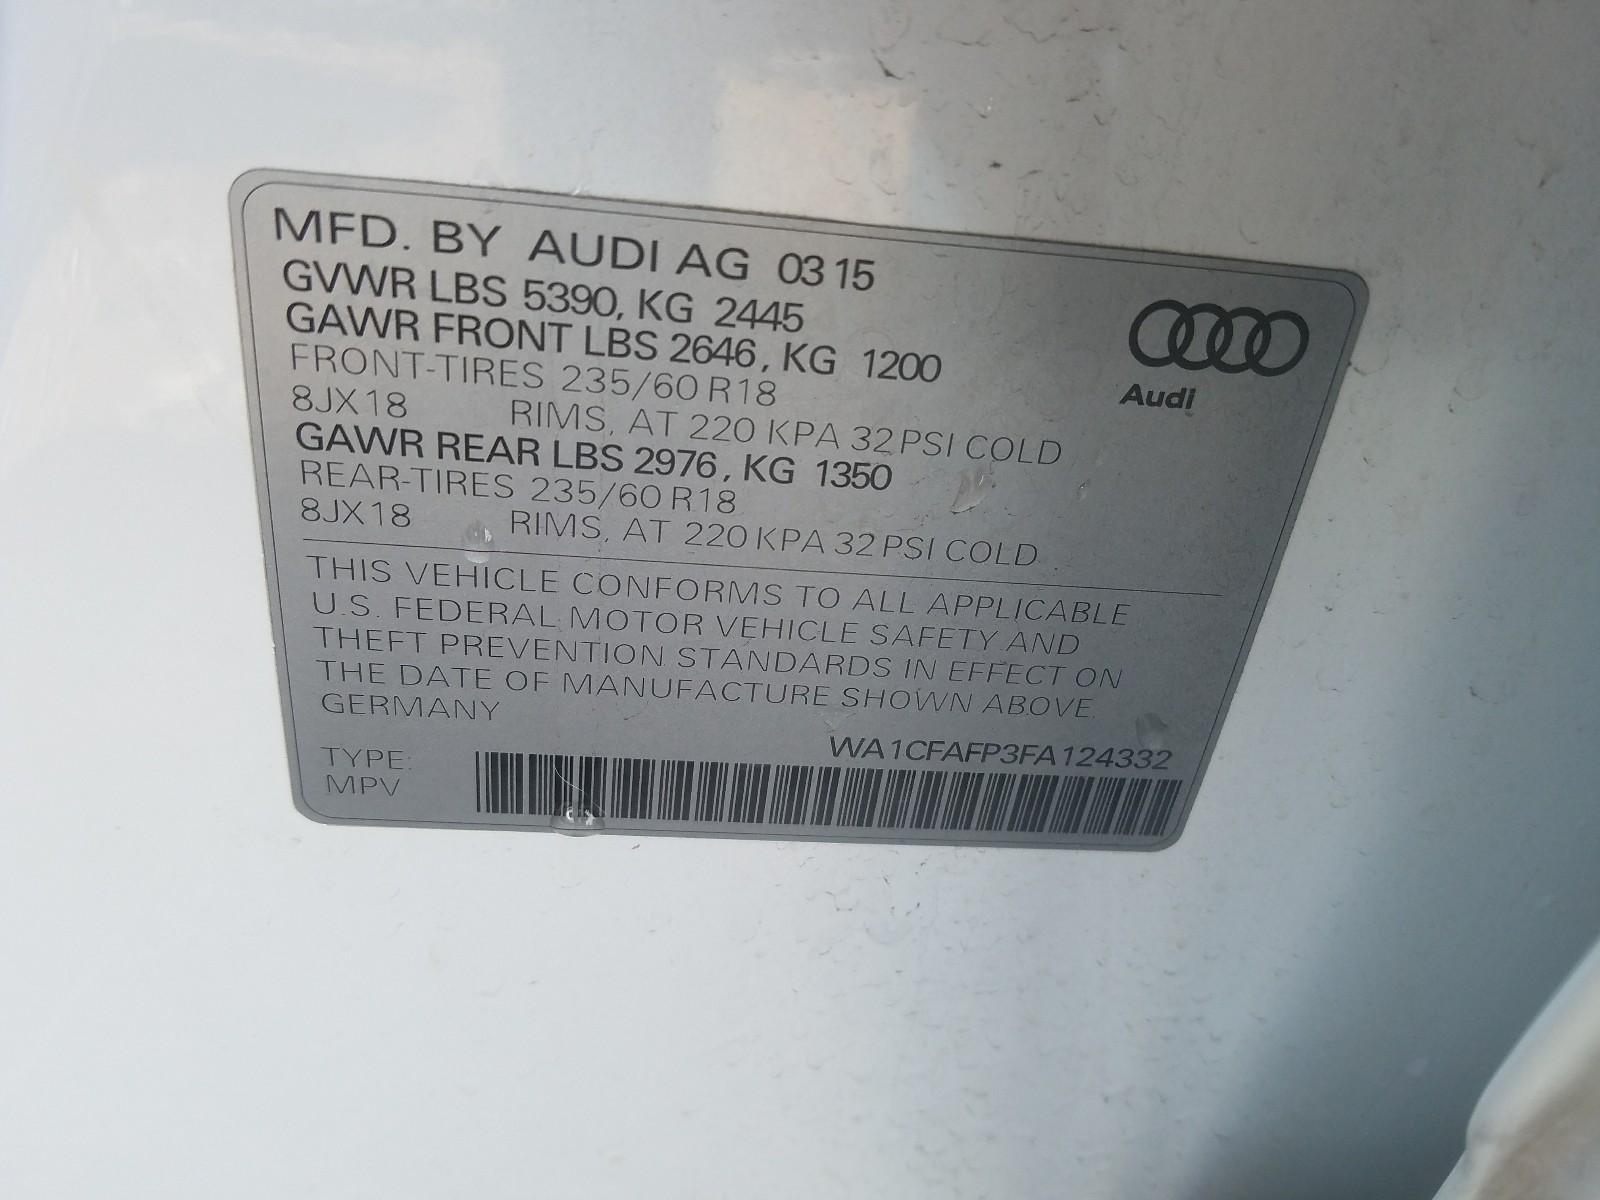 MFD. BY AUDI AG 03 15
GVWR LBS 5390, KG 2445
GAWR FRONT LBS 2646, KG 1200
FRONT-TIRES 235/60 R18
8JX18 RIMS, AT 220 KPA 32 PSI COLD
GAWR REAR LBS 2976, KG 1350
REAR-TIRES 235/60 R18
8JX18 RIMS, AT 220 KPA 32 PSI COLD
Audi
THIS VEHICLE CONFORMS TO ALL APPLICABLE
U.S. FEDERAL MOTOR VEHICLE SAFETY AND
THEFT PREVENTION STANDARDS IN EFFECT ON
THE DATE OF MANUFACTURE SHOWN ABOVE.
GERMANY
WA1CFAFP3FA124332
TYPE:
MPV